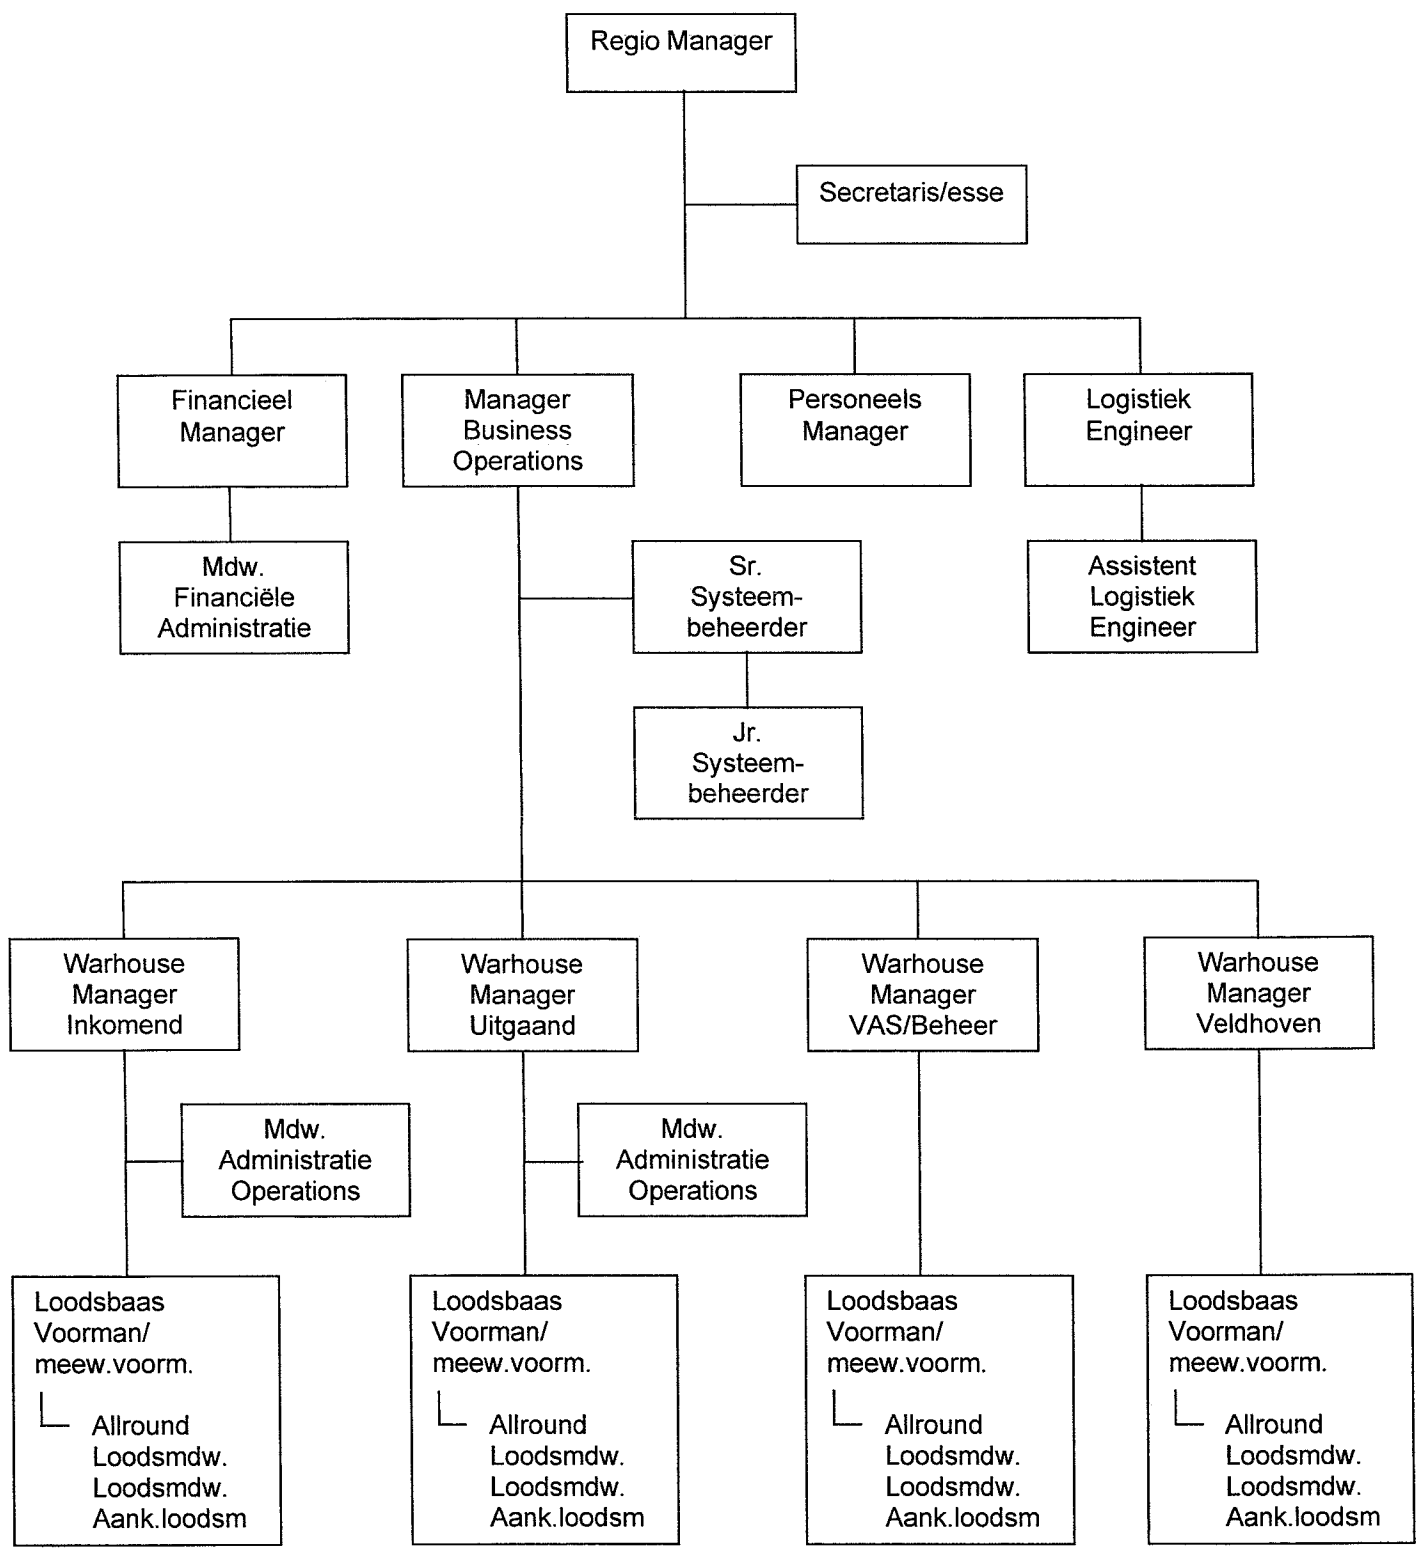 Regio Manager
Secretaris/esse
Financieel
Manager
Manager
Business
Operations
Personeels
Manager
Logistiek
Engineer
Mdw.
Financiële
Administratie
Sr.
Systeem-
beheerder
Assistent
Logistiek
Engineer
Jr.
Systeem-
beheerder
Warhouse
Manager
Inkomend
Warhouse
Manager
Uitgaand
Warhouse
Manager
VAS/Beheer
Warhouse
Manager
Veldhoven
Mdw.
Administratie
Operations
Mdw.
Administratie
Operations
Loodsbaas
Voorman/
meew.voorm.
Allround
Loodsmdw.
Loodsmdw.
Aank.loodsm
Loodsbaas
Voorman/
meew.voorm.
Allround
Loodsmdw.
Loodsmdw.
Aank.loodsm
Loodsbaas
Voorman/
meew.voorm.
Allround
Loodsmdw.
Loodsmdw.
Aank.loodsm
Loodsbaas
Voorman/
meew.voorm.
Allround
Loodsmdw.
Loodsmdw.
Aank.loodsm